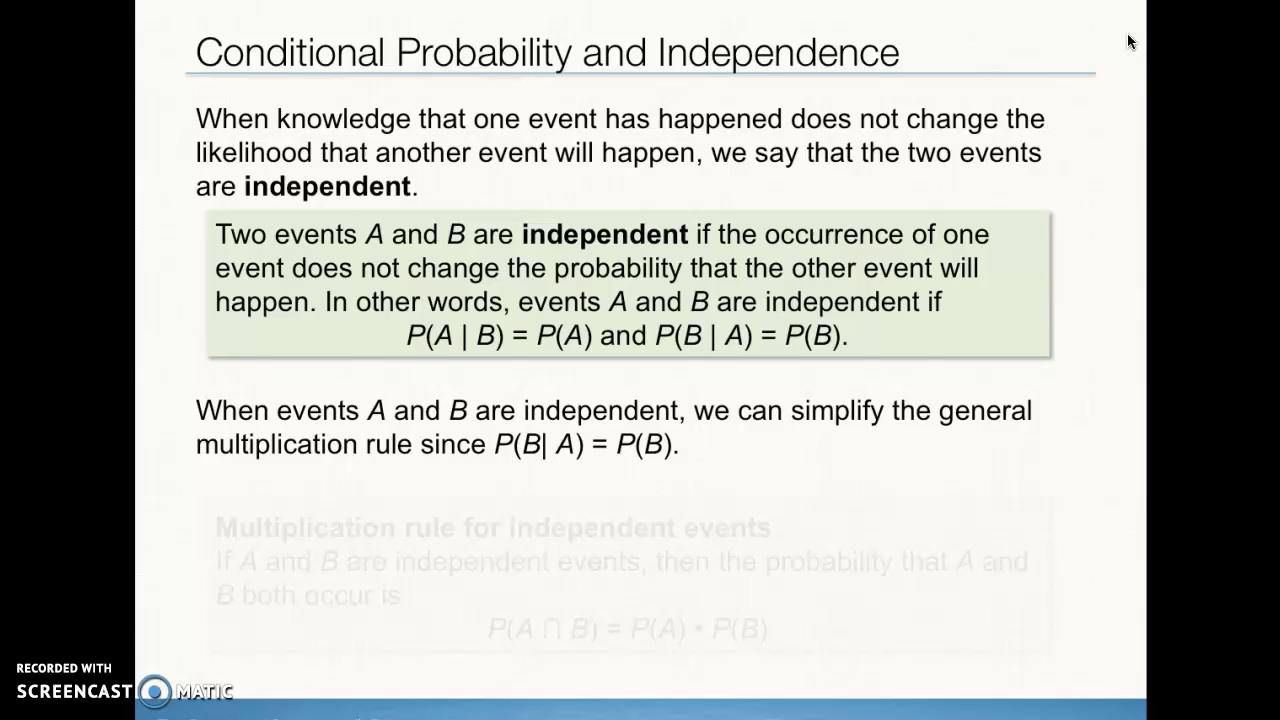 Conditional Probability and Independence
When knowledge that one event has happened does not change the
likelihood that another event will happen, we say that the two events
are independent.
Two events A and B are independent if the occurrence of one
event does not change the probability that the other event will
happen. In other words, events A and B are independent if
P(A | B) = P(A) and P(B | A) = P(B).
When events A and B are independent, we can simplify the general
multiplication rule since P(B| A) = P(B).
Multiplication rule for independent events
If A and B are independent events, then the probability that A and
B both occur is
P(A ∩ B) = P(A) • P(B)
RECORDED WITH
SCREENCAST MATIC